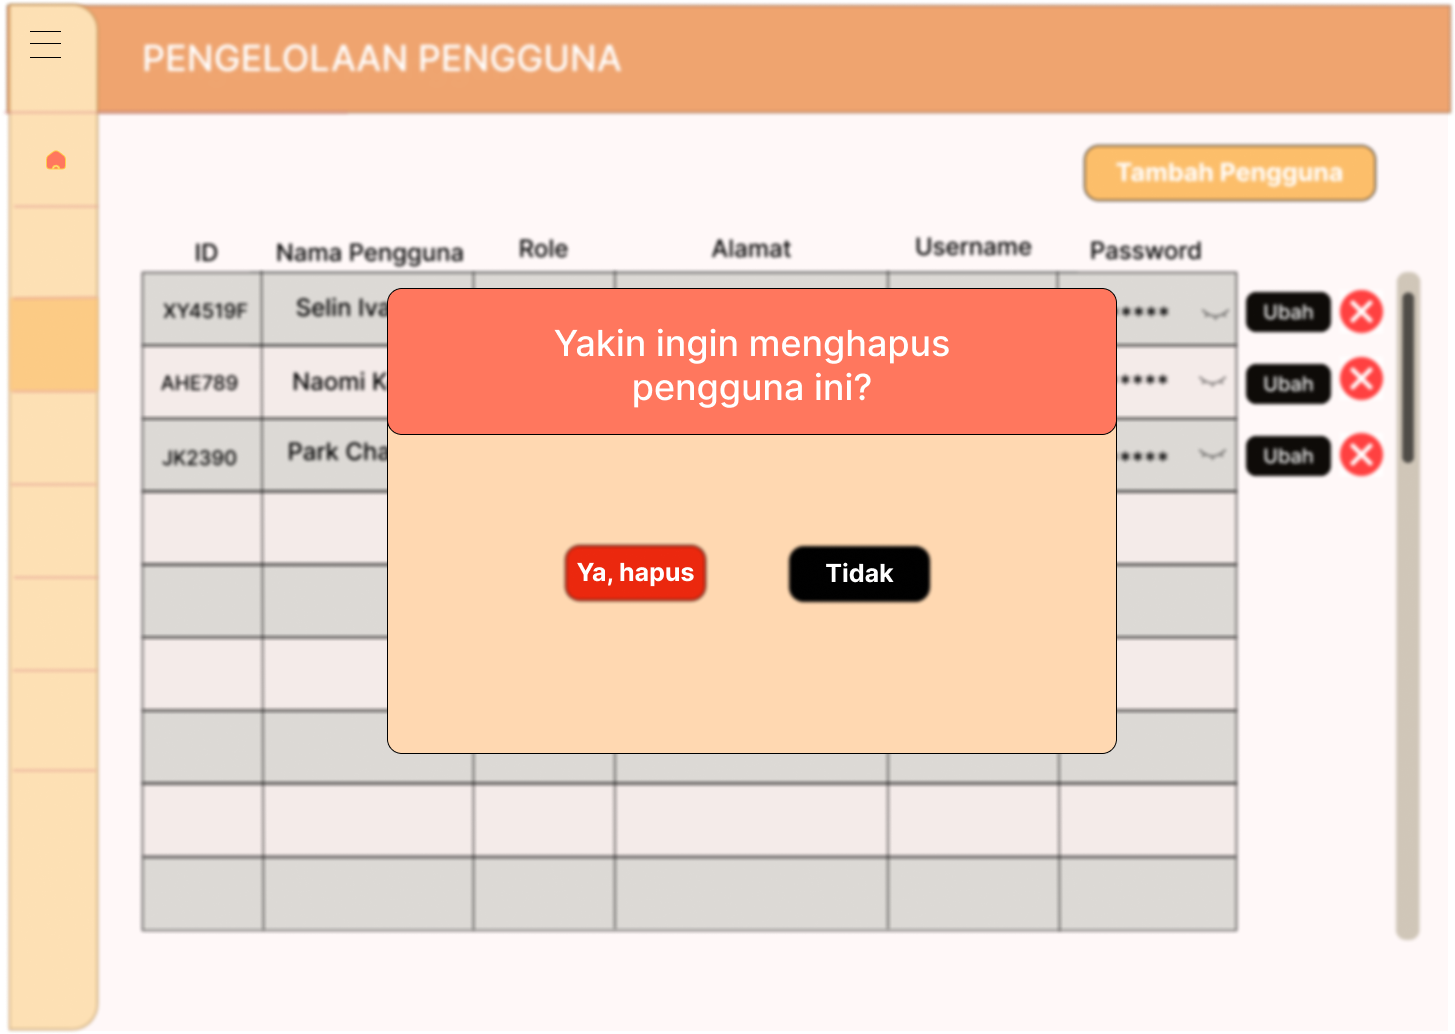 PENGELOLAAN PENGGUNA
Tambah Pengguna
ID Nama Pengguna Role Alamat Username Password
XY4519F Selin Iva **** Ubah
Yakin ingin menghapus
pengguna ini?
AHE789 Naomi K **** Ubah
JK2390 Park Cha **** Ubah
Ya, hapus Tidak